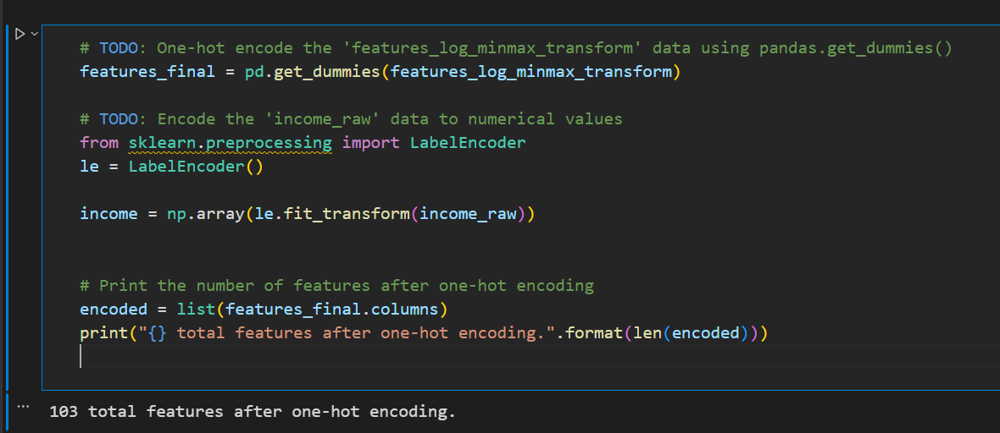 # TODO: One-hot encode the 'features_log_minmax_transform' data using pandas.get_dummies()
features_final = pd.get_dummies(features_log_minmax_transform)
# TODO: Encode the 'income_raw' data to numerical values
from sklearn.preprocessing import LabelEncoder
le = LabelEncoder()
income = np.array(le.fit_transform(income_raw))
# Print the number of features after one-hot encoding
encoded = list(features_final.columns)
print("{} total features after one-hot encoding.".format(len(encoded)))
103 total features after one-hot encoding.